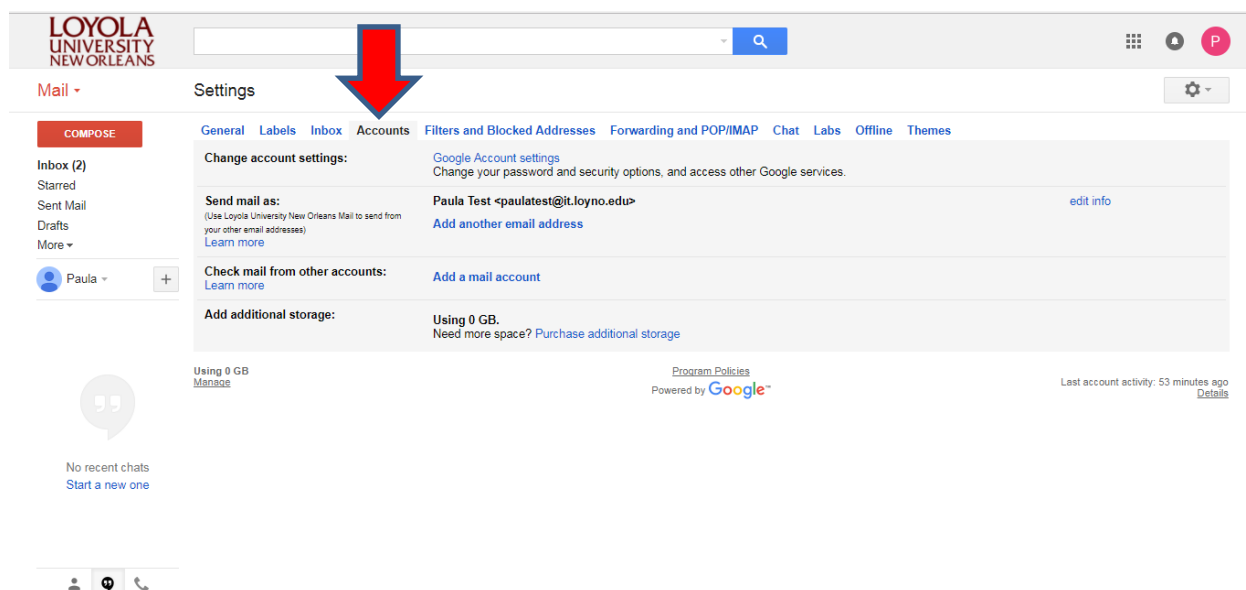 LOYOLA
UNIVERSITY
NEW ORLEANS
P
Mail
Settings
COMPOSE
General Labels Inbox Accounts Filters and Blocked Addresses Forwarding and POP/IMAP Chat Labs Offline Themes
Inbox (2)
Starred
Sent Mail
Drafts
More
Paula
+
Change account settings:
Google Account settings
Change your password and security options, and access other Google services.
Send mail as:
(Use Loyola University New Orleans Mail to send from
your other email addresses)
Learn more
Paula Test <paulatest@it.loyno.edu>
edit info
Add another email address
Check mail from other accounts:
Learn more
Add a mail account
Add additional storage:
Using 0 GB.
Need more space? Purchase additional storage
Using 0 GB
Manage
Program Policies
Powered by Google™
Last account activity: 53 minutes ago
Details
No recent chats
Start a new one